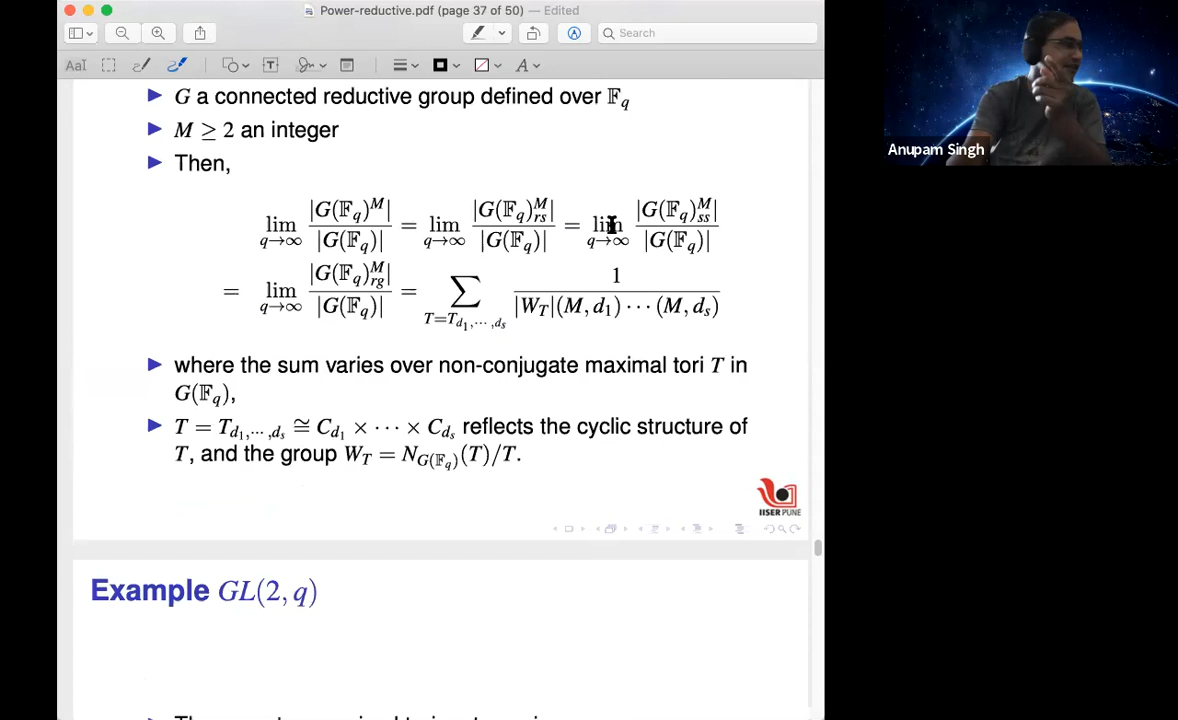 Power-reductive.pdf (page 37 of 50) — Edited
Search
AaI
▶ G a connected reductive group defined over 𝔽_q
▶ M ≥ 2 an integer
▶ Then,
lim_{q→∞} |G(𝔽_q)^M| / |G(𝔽_q)| = lim_{q→∞} |G(𝔽_q)^M_{rs}| / |G(𝔽_q)| = lim_{q→∞} |G(𝔽_q)^M_{ss}| / |G(𝔽_q)|
= lim_{q→∞} |G(𝔽_q)^M_{rg}| / |G(𝔽_q)| = ∑_{T=T_{d_1,⋯,d_s}} 1 / |W_T|(M, d_1) ⋯ (M, d_s)
▶ where the sum varies over non-conjugate maximal tori T in
G(𝔽_q),
▶ T = T_{d_1,⋯,d_s} ≅ C_{d_1} × ⋯ × C_{d_s} reflects the cyclic structure of
T, and the group W_T = N_{G(𝔽_q)}(T)/T.
IISER PUNE
Example GL(2, q)
Anupam Singh